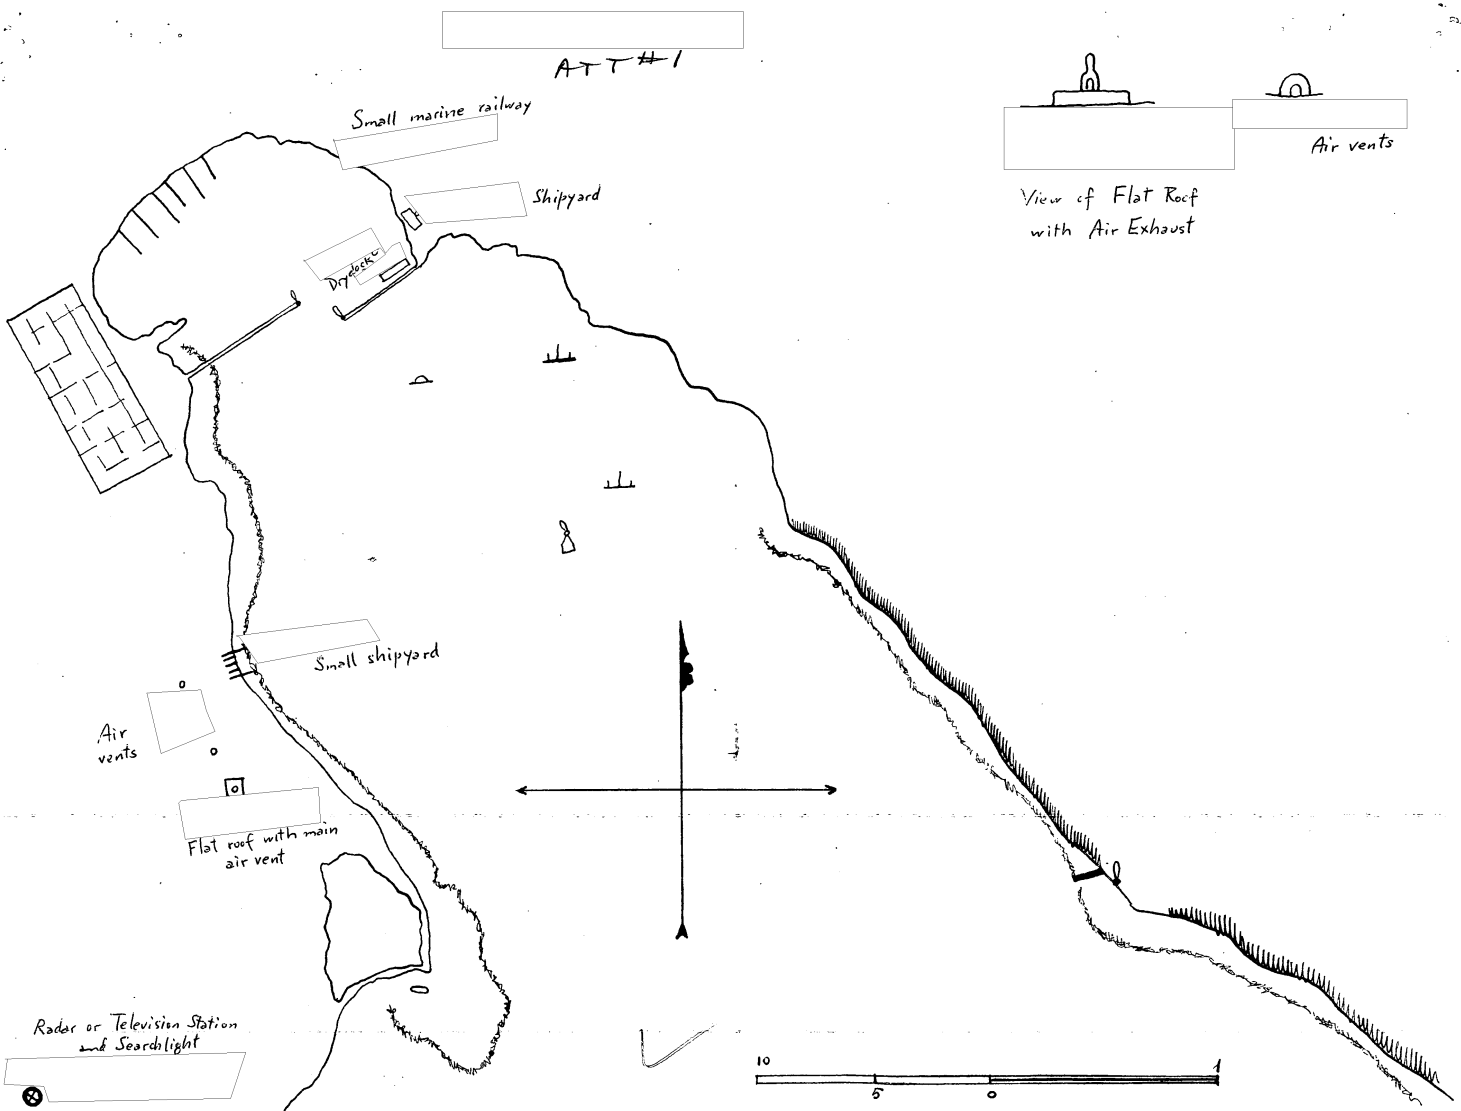 ATT#1
Small marine railway
Shipyard
Drydock
Air vents
View of Flat Roof
with Air Exhaust
Small shipyard
Air
vents
Flat roof with main
air vent
Radar or Television Station
and Searchlight
10
5
0
1